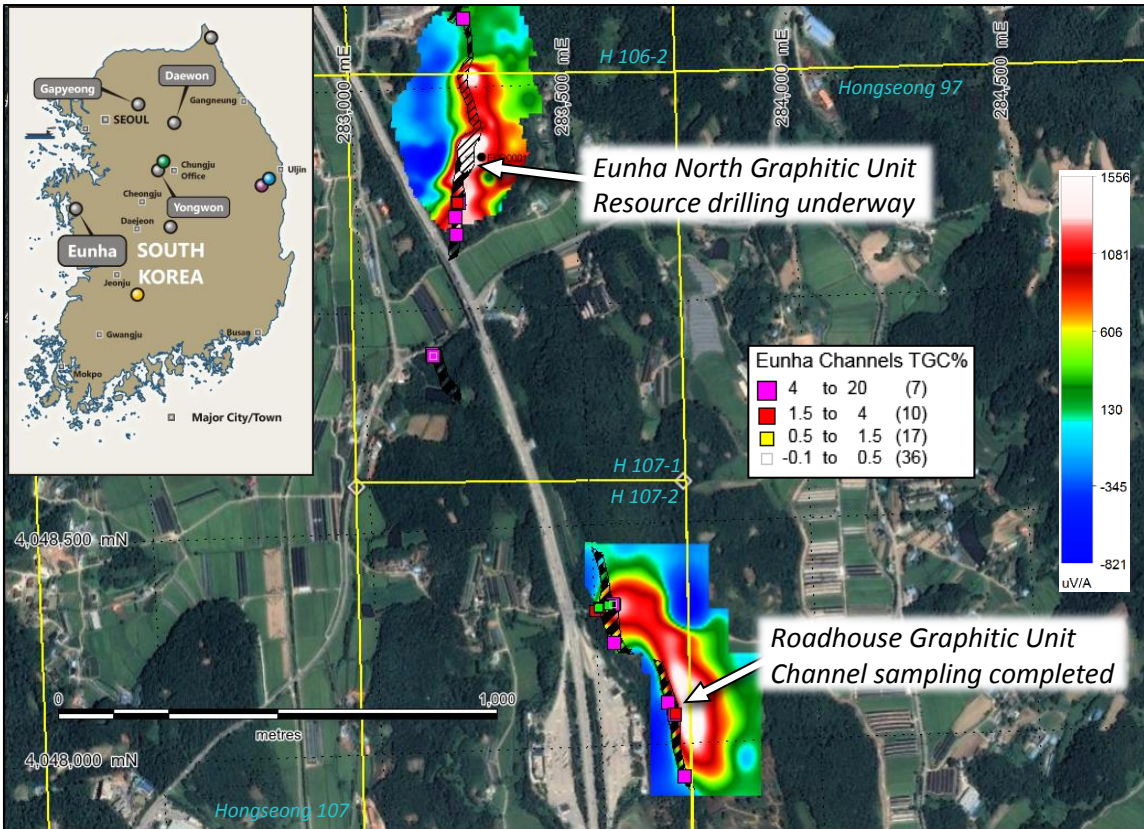 Gapyeong
Daewon
Gangneung
SEOUL
Chungju
Office
Uljin
Cheongju
Yongwon
Daejeon
Eunha
SOUTH
KOREA
Jeonju
Gwangju
Busan
Mokpo
Major City/Town
283,000 mE
283,500 mE
284,000 mE
284,500 mE
H 106-2
Hongseong 97
Eunha North Graphitic Unit
Resource drilling underway
1556
1081
606
130
-345
-821
uV/A
Eunha Channels TGC%
4 to 20 (7)
1.5 to 4 (10)
0.5 to 1.5 (17)
-0.1 to 0.5 (36)
H 107-1
H 107-2
4,048,500 mN
Roadhouse Graphitic Unit
Channel sampling completed
0
1,000
metres
4,048,000 mN
Hongseong 107